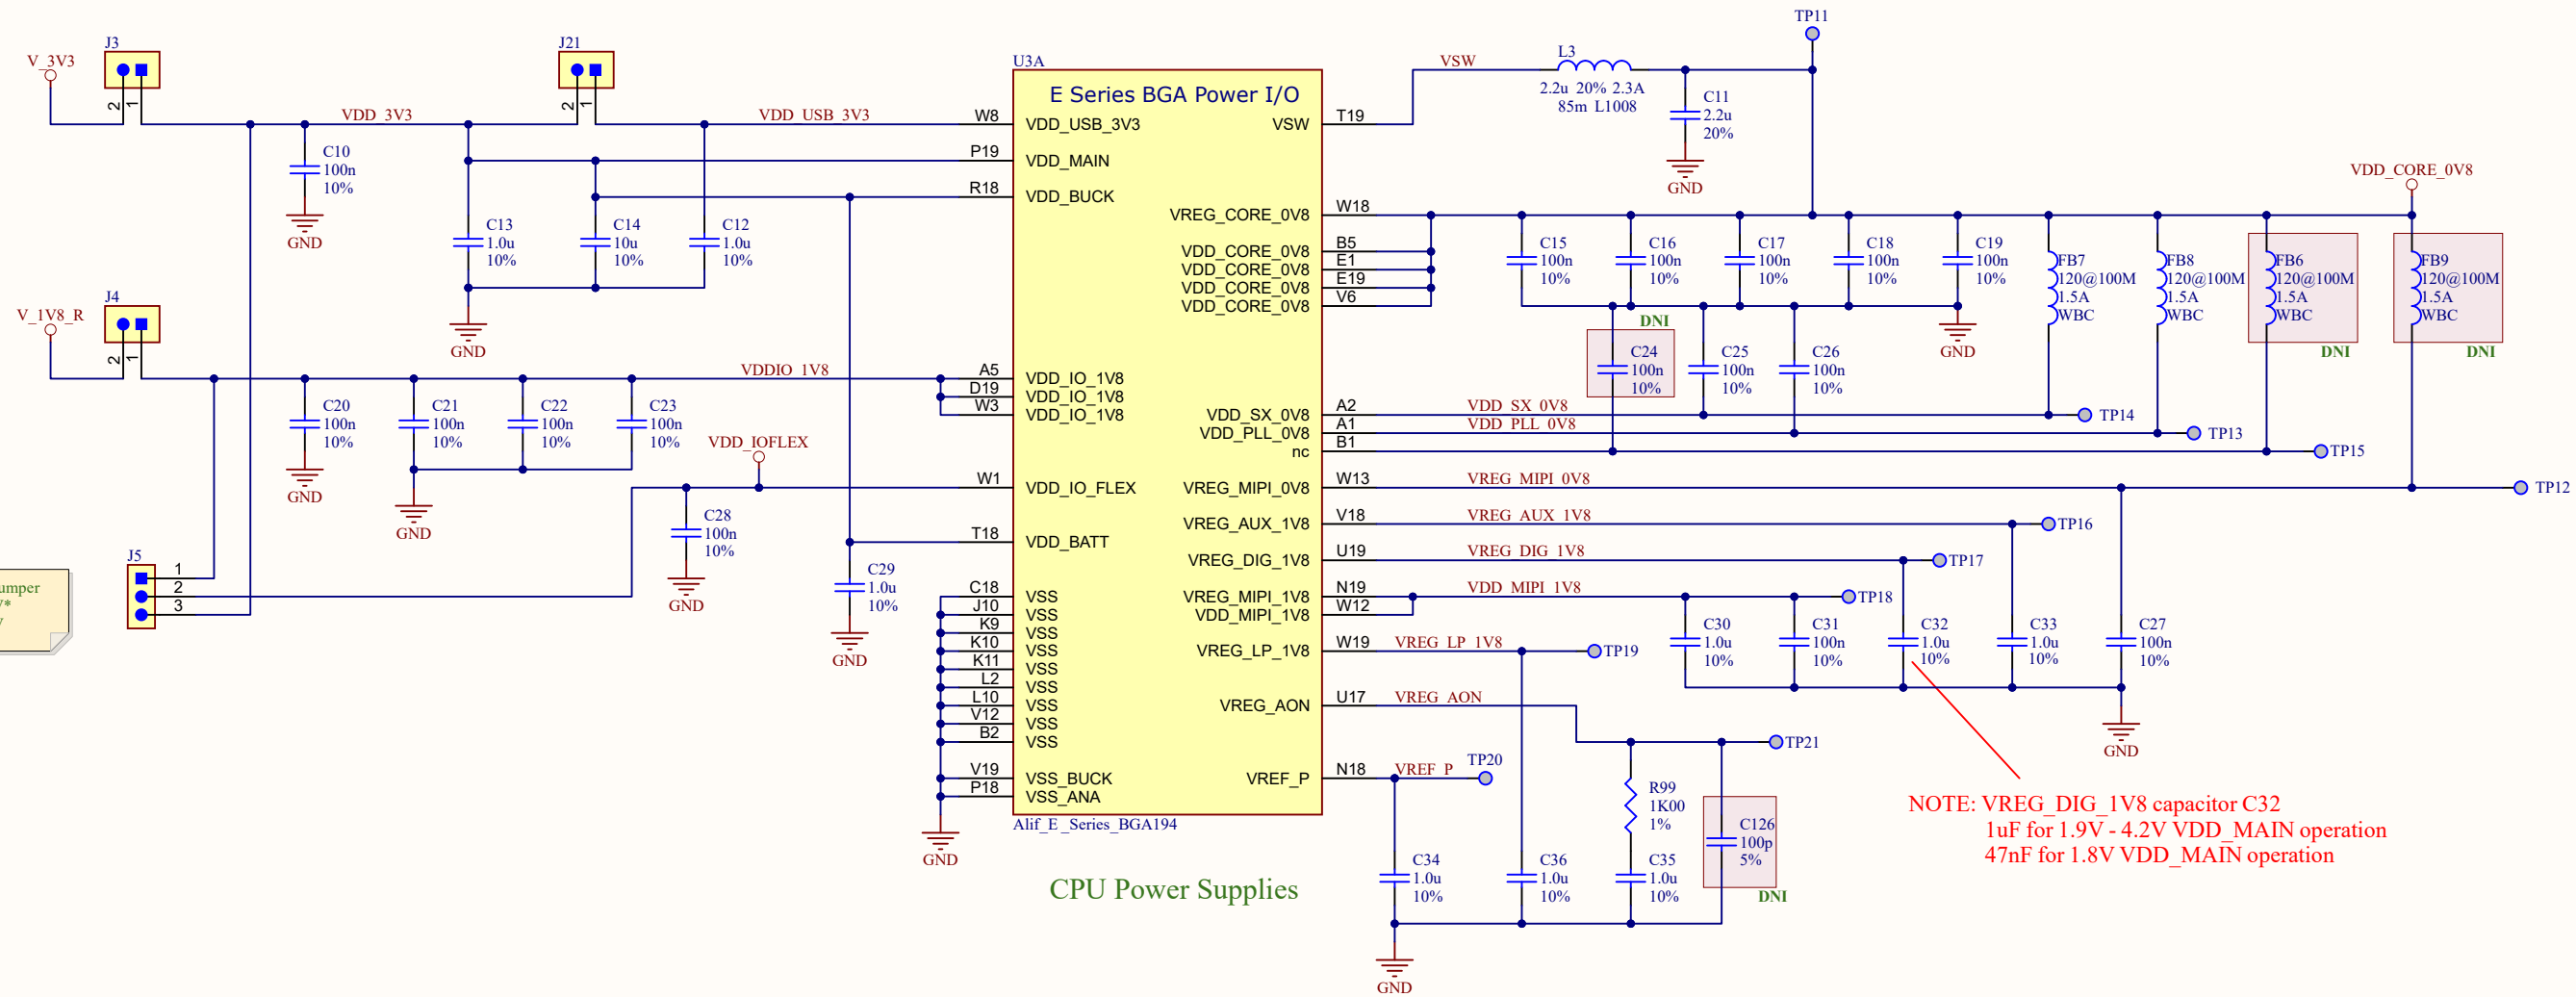 TP11
J3
J21
V_3V3
2
1
2
1
VDD_3V3
VDD_USB_3V3
C10
100n
10%
GND
C13
1.0u
10%
C14
10u
10%
C12
1.0u
10%
GND
J4
V_1V8_R
2
1
VDDIO_1V8
C20
100n
10%
GND
C21
100n
10%
C22
100n
10%
C23
100n
10%
GND
VDD_IOFLEX
C28
100n
10%
GND
C29
1.0u
10%
GND
J5
1
2
3
umper
V*
U3A
E Series BGA Power I/O
W8 VDD_USB_3V3
P19 VDD_MAIN
R18 VDD_BUCK
A5 VDD_IO_1V8
D19 VDD_IO_1V8
W3 VDD_IO_1V8
W1 VDD_IO_FLEX
T18 VDD_BATT
C18 VSS
J10 VSS
K9 VSS
K10 VSS
K11 VSS
L2 VSS
L10 VSS
V12 VSS
B2 VSS
V19 VSS_BUCK
P18 VSS_ANA
GND
VSW T19
VREG_CORE_0V8 W18
VDD_CORE_0V8 B5
VDD_CORE_0V8 E1
VDD_CORE_0V8 E19
VDD_CORE_0V8 V6
VDD_SX_0V8 A2
VDD_PLL_0V8 A1
nc B1
VREG_MIPI_0V8 W13
VREG_AUX_1V8 V18
VREG_DIG_1V8 U19
VREG_MIPI_1V8 N19
VDD_MIPI_1V8 W12
VREG_LP_1V8 W19
VREG_AON U17
VREF_P N18
Alif_E_Series_BGA194
CPU Power Supplies
VSW
L3
2.2u 20% 2.3A
85m L1008
C11
2.2u
20%
GND
VDD_CORE_0V8
C15
100n
10%
C16
100n
10%
C17
100n
10%
C18
100n
10%
C19
100n
10%
GND
FB7
120@100M
1.5A
WBC
FB8
120@100M
1.5A
WBC
FB6
120@100M
1.5A
WBC
DNI
FB9
120@100M
1.5A
WBC
DNI
DNI
C24
100n
10%
C25
100n
10%
C26
100n
10%
VDD_SX_0V8
TP14
VDD_PLL_0V8
TP13
TP15
VREG_MIPI_0V8
TP12
VREG_AUX_1V8
TP16
VREG_DIG_1V8
TP17
VDD_MIPI_1V8
TP18
VREG_LP_1V8
TP19
C30
1.0u
10%
C31
100n
10%
C32
1.0u
10%
C33
1.0u
10%
C27
100n
10%
GND
VREG_AON
TP21
VREF_P
TP20
R99
1K00
1%
C126
100p
5%
DNI
C34
1.0u
10%
C36
1.0u
10%
C35
1.0u
10%
GND
NOTE: VREG_DIG_1V8 capacitor C32
1uF for 1.9V - 4.2V VDD_MAIN operation
47nF for 1.8V VDD_MAIN operation